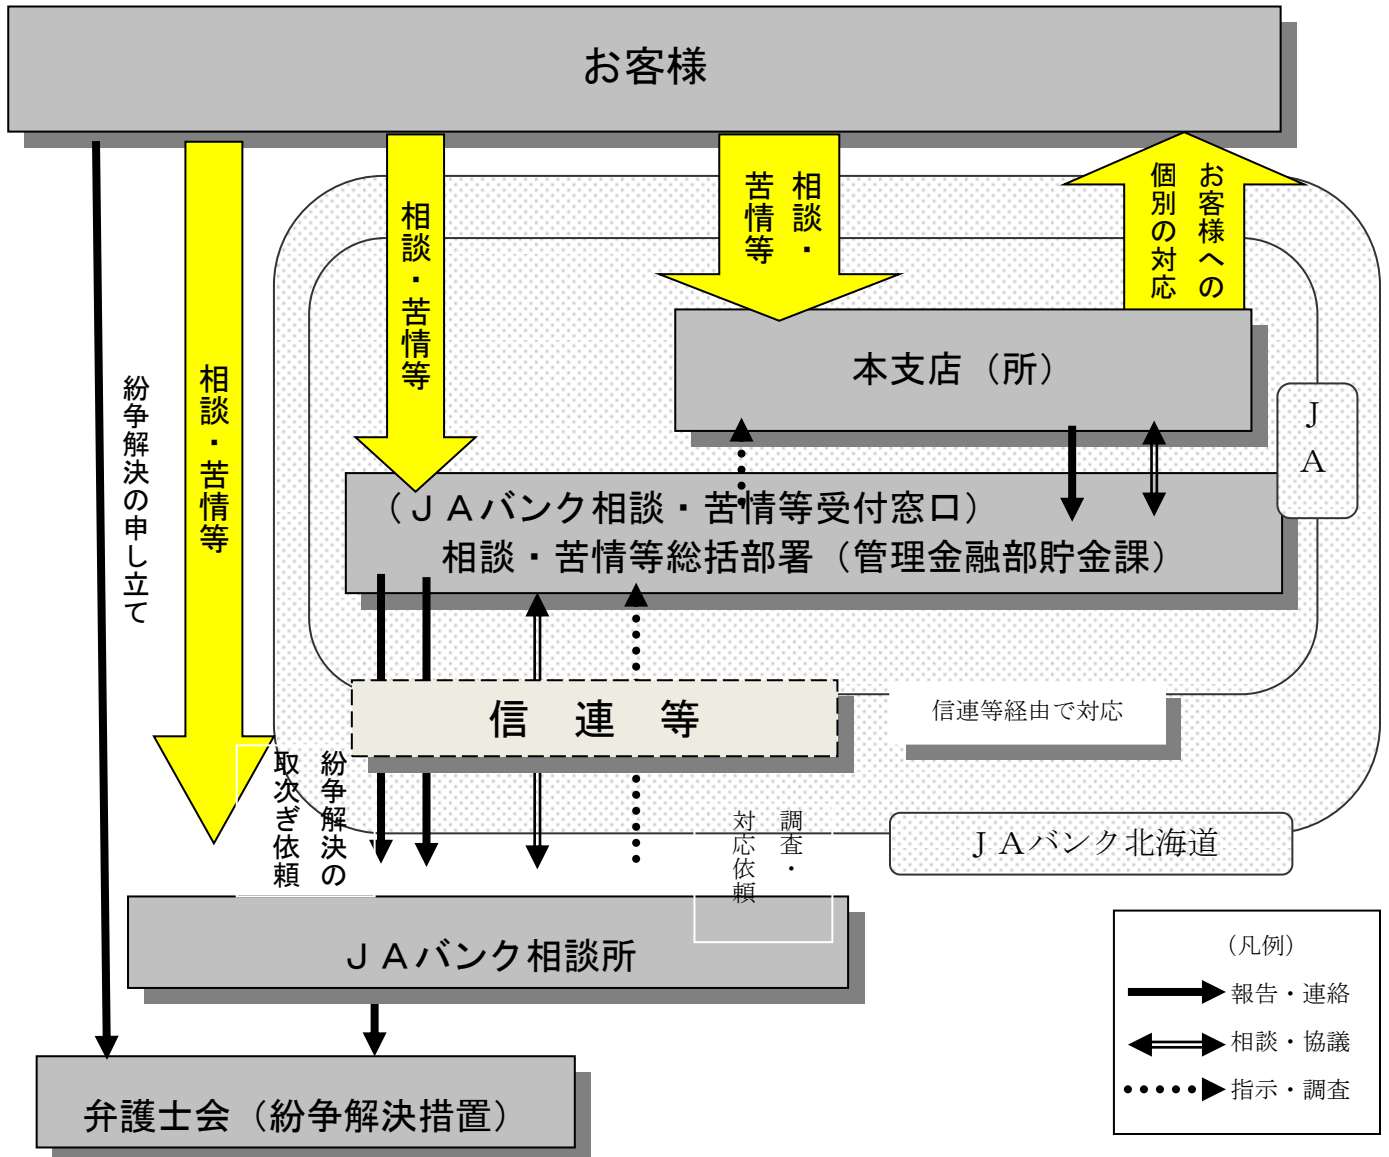 お客様
紛争解決の申し立て
相談・苦情等
相談・苦情等
相談・
苦情等
お客様への
個別の対応
本支店（所）
ＪＡ
（ＪＡバンク相談・苦情等受付窓口）
相談・苦情等総括部署（管理金融部貯金課）
信　連　等
信連等経由で対応
紛争解決の
取次ぎ依頼
調査・
対応依頼
ＪＡバンク北海道
ＪＡバンク相談所
弁護士会（紛争解決措置）
（凡例）
報告・連絡
相談・協議
指示・調査